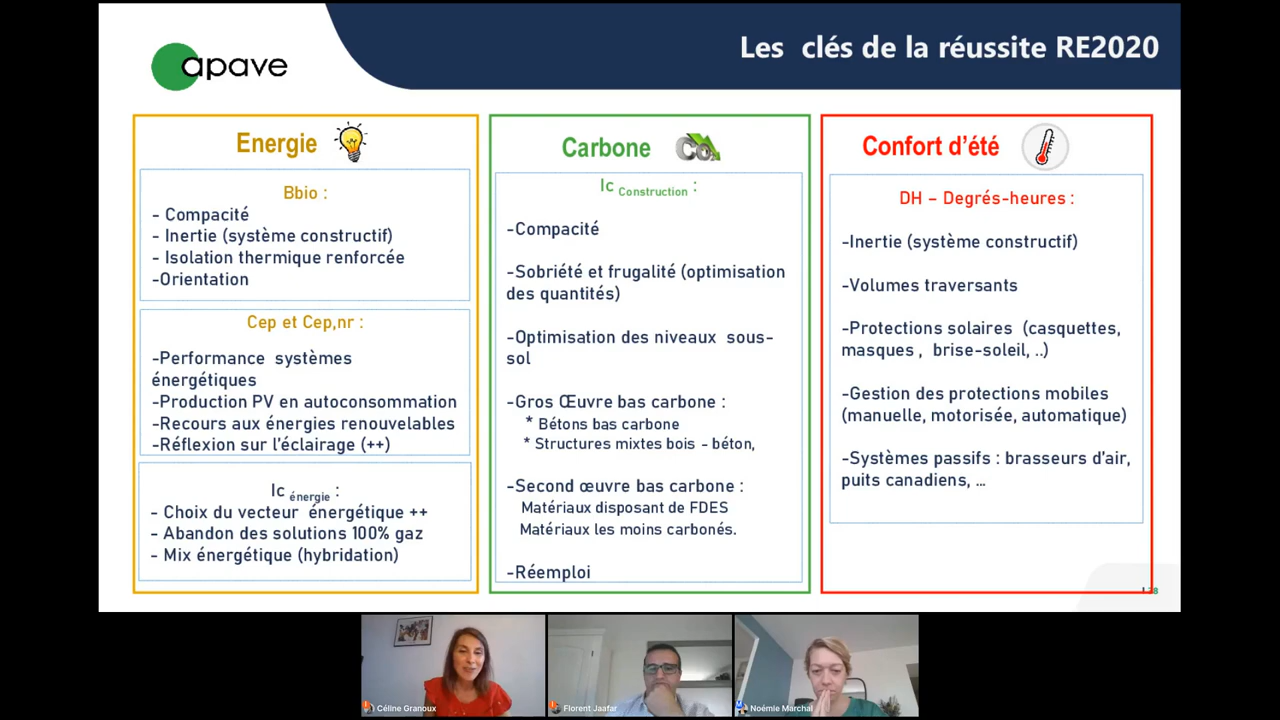 apave
Les clés de la réussite RE2020
Energie
Bbio :
- Compacité
- Inertie (système constructif)
- Isolation thermique renforcée
-Orientation
Cep et Cep,nr :
-Performance systèmes
énergétiques
-Production PV en autoconsommation
-Recours aux énergies renouvelables
-Réflexion sur l'éclairage (++)
Ic énergie :
- Choix du vecteur énergétique ++
- Abandon des solutions 100% gaz
- Mix énergétique (hybridation)
Carbone
CO₂
Ic Construction :
-Compacité
-Sobriété et frugalité (optimisation
des quantités)
-Optimisation des niveaux sous-
sol
-Gros Œuvre bas carbone :
* Bétons bas carbone
* Structures mixtes bois - béton,
-Second œuvre bas carbone :
Matériaux disposant de FDES
Matériaux les moins carbonés.
-Réemploi
Confort d'été
DH – Degrés-heures :
-Inertie (système constructif)
-Volumes traversants
-Protections solaires (casquettes,
masques , brise-soleil, ..)
-Gestion des protections mobiles
(manuelle, motorisée, automatique)
-Systèmes passifs : brasseurs d'air,
puits canadiens, …
Céline Granoux
Florent Jaafar
Noémie Marchal